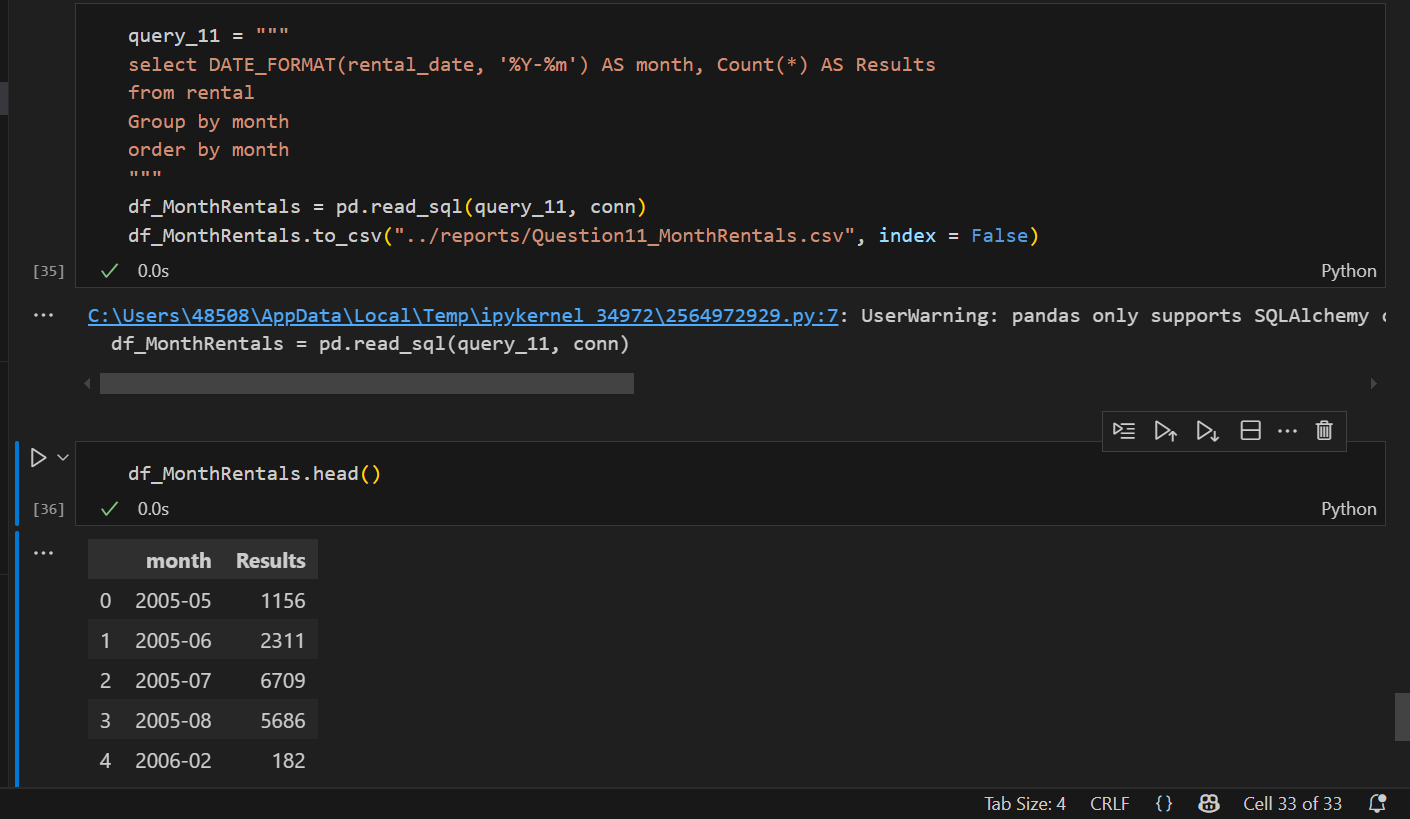 query_11 = """
select DATE_FORMAT(rental_date, '%Y-%m') AS month, Count(*) AS Results
from rental
Group by month
order by month
"""
df_MonthRentals = pd.read_sql(query_11, conn)
df_MonthRentals.to_csv("../reports/Question11_MonthRentals.csv", index = False)
[35] 0.0s Python
C:\Users\48508\AppData\Local\Temp\ipykernel_34972\2564972929.py:7: UserWarning: pandas only supports SQLAlchemy
df_MonthRentals = pd.read_sql(query_11, conn)
df_MonthRentals.head()
[36] 0.0s Python
month Results
0 2005-05 1156
1 2005-06 2311
2 2005-07 6709
3 2005-08 5686
4 2006-02 182
Tab Size: 4 CRLF {} Cell 33 of 33